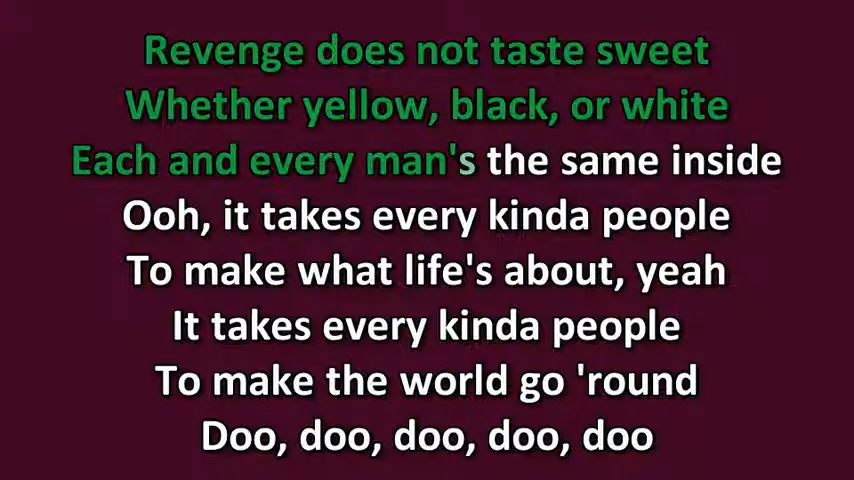 Revenge does not taste sweet
Whether yellow, black, or white
Each and every man's the same inside
Ooh, it takes every kinda people
To make what life's about, yeah
It takes every kinda people
To make the world go 'round
Doo, doo, doo, doo, doo